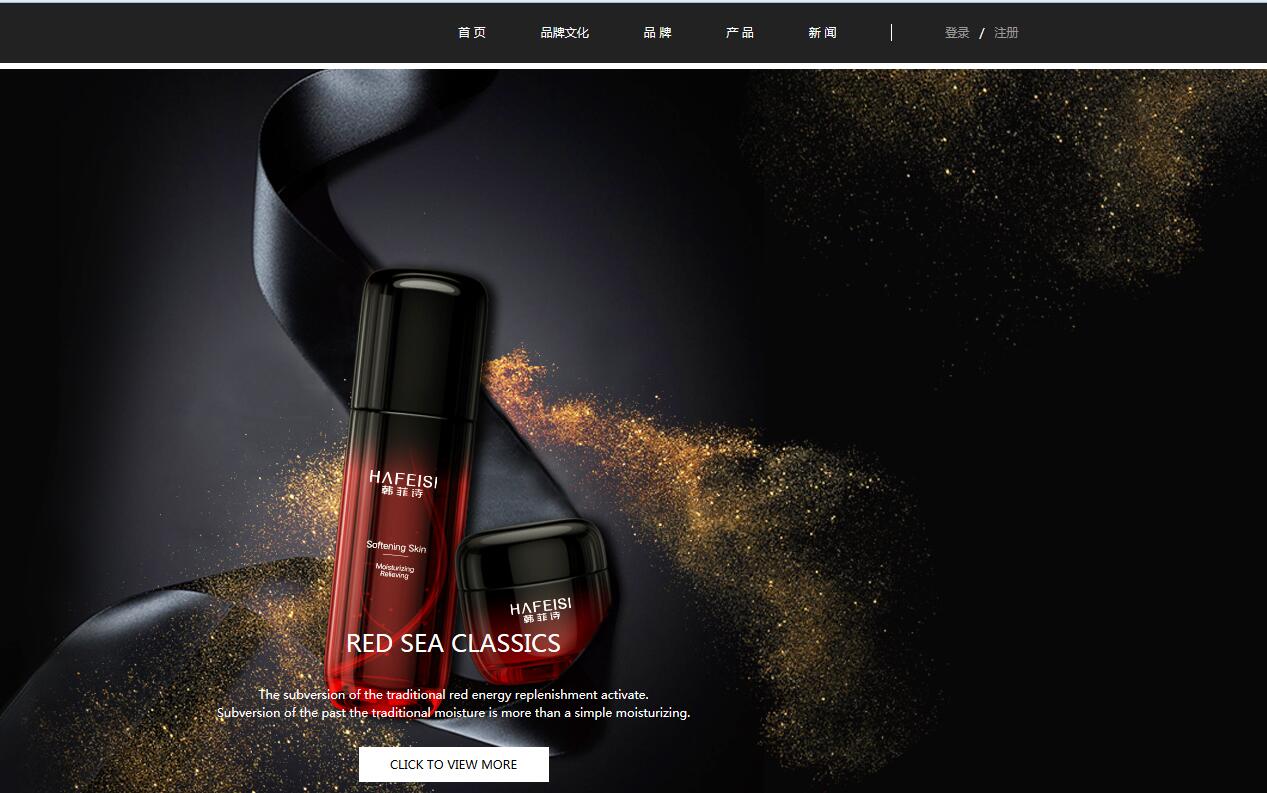 首 页 品牌文化 品 牌 产 品 新 闻 登录 / 注册
HAFEISI
韩菲诗
Softening Skin
Moisturizing
Relieving
HAFEISI
韩菲诗
RED SEA CLASSICS
The subversion of the traditional red energy replenishment activate.
Subversion of the past the traditional moisture is more than a simple moisturizing.
CLICK TO VIEW MORE